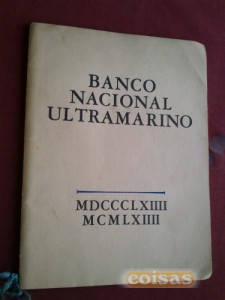 BANCO
NACIONAL
ULTRAMARINO
MDCCCLXIIII
MCMLXIIII
coisas